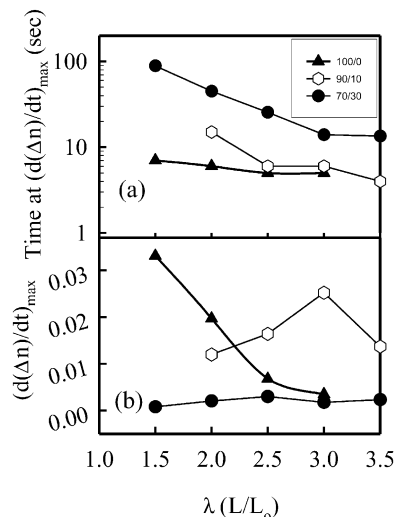 Time at (d(Δn)/dt)max (sec)
100
10
1
100/0
90/10
70/30
(a)
(d(Δn)/dt)max
0.03
0.02
0.01
0.00
(b)
1.0 1.5 2.0 2.5 3.0 3.5
λ (L/Lo)